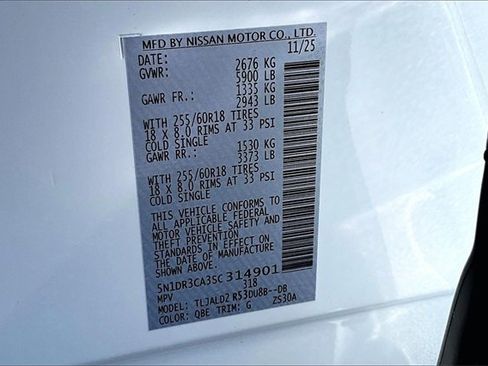 MFD BY NISSAN MOTOR CO., LTD.
DATE: 11/25
GVWR: 2676 KG
5900 LB
GAWR FR.: 1335 KG
2943 LB
WITH 255/60R18 TIRES
18 X 8.0 RIMS AT 33 PSI
COLD SINGLE
GAWR RR.: 1530 KG
3373 LB
WITH 255/60R18 TIRES
18 X 8.0 RIMS AT 33 PSI
COLD SINGLE
THIS VEHICLE CONFORMS TO
ALL APPLICABLE FEDERAL
MOTOR VEHICLE SAFETY AND
THEFT PREVENTION
STANDARDS IN EFFECT ON
THE DATE OF MANUFACTURE
SHOWN ABOVE.
5N1DR3CA3SC 314901
MPV 318
MODEL: TLJALDZ R53DU8B--DB
COLOR: QBE TRIM: G ZS30A